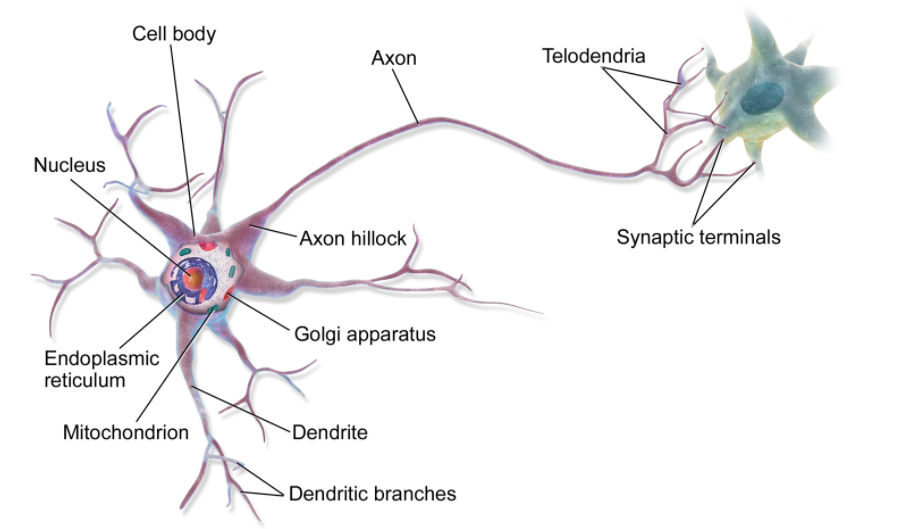 Cell body
Axon
Telodendria
Nucleus
Synaptic terminals
Axon hillock
Golgi apparatus
Endoplasmic
reticulum
Mitochondrion
Dendrite
Dendritic branches